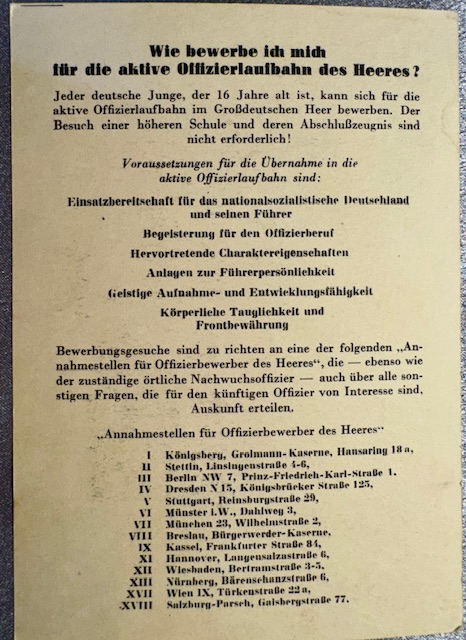 Wie bewerbe ich mich
für die aktive Offizierlaufbahn des Heeres?
Jeder deutsche Junge, der 16 Jahre alt ist, kann sich für die
aktive Offizierlaufbahn im Großdeutschen Heer bewerben. Der
Besuch einer höheren Schule und deren Abschlußzeugnis sind
nicht erforderlich!
Voraussetzungen für die Übernahme in die
aktive Offizierlaufbahn sind:
Einsatzbereitschaft für das nationalsozialistische Deutschland
und seinen Führer
Begeisterung für den Offizierberuf
Hervortretende Charaktereigenschaften
Anlagen zur Führerpersönlichkeit
Geistige Aufnahme- und Entwicklungsfähigkeit
Körperliche Tauglichkeit und
Frontbewährung
Bewerbungsgesuche sind zu richten an eine der folgenden „An-
nahmestellen für Offizierbewerber des Heeres“, die — ebenso wie
der zuständige örtliche Nachwuchsoffizier — auch über alle son-
stigen Fragen, die für den künftigen Offizier von Interesse sind,
Auskunft erteilen.
„Annahmestellen für Offizierbewerber des Heeres“
I Königsberg, Grolmann-Kaserne, Hansaring 18a,
II Stettin, Linsingenstraße 4-6,
III Berlin NW 7, Prinz-Friedrich-Karl-Straße 1.
IV Dresden N 15, Königsbrücker Straße 125,
V Stuttgart, Reinsburgstraße 29,
VI Münster i.W., Dahlweg 3,
VII München 23, Wilhelmstraße 2,
VIII Breslau, Bürgerwerder-Kaserne,
IX Kassel, Frankfurter Straße 84,
XI Hannover, Langensalzastraße 6,
XII Wiesbaden, Bertramstraße 3-5,
XIII Nürnberg, Bärenschanzstraße 6,
XVII Wien IX, Türkenstraße 22a,
XVIII Salzburg-Parsch, Gaisbergstraße 77.